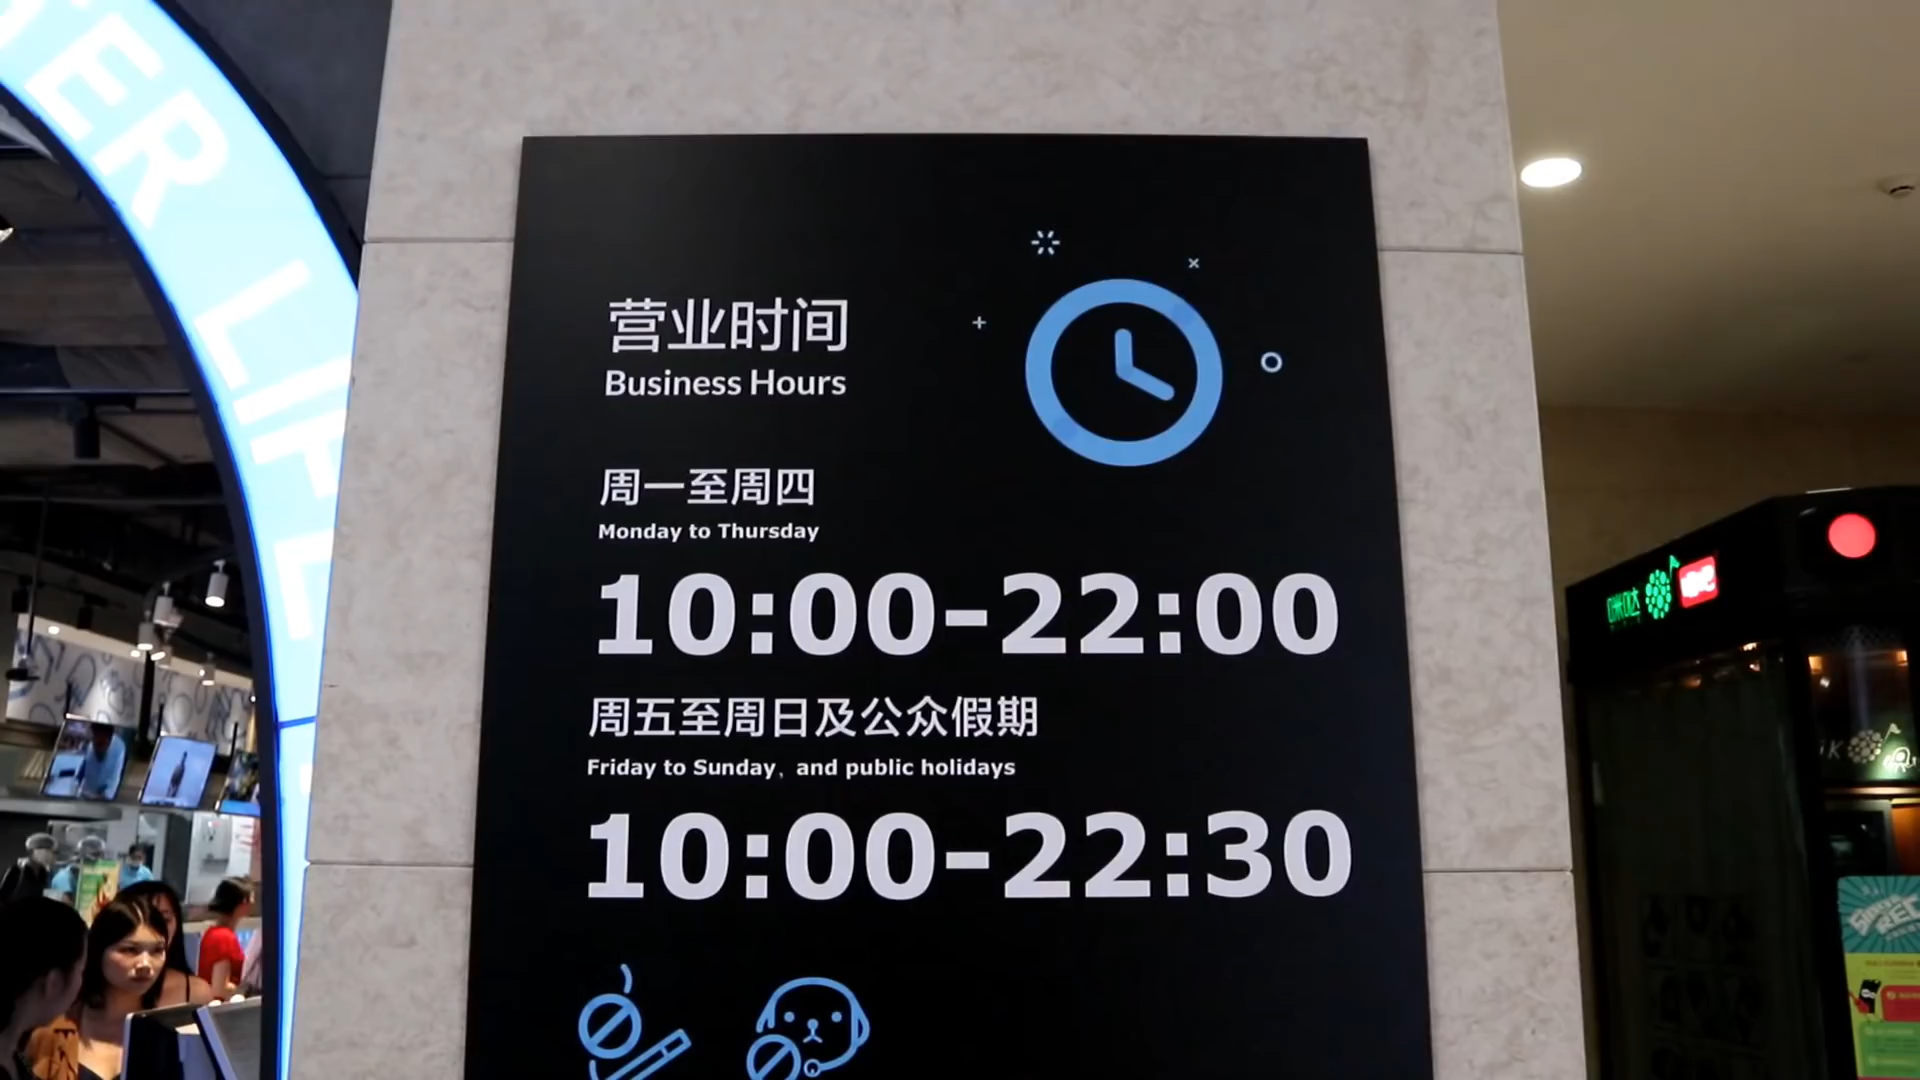 TER LIFE
营业时间
Business Hours
周一至周四
Monday to Thursday
10:00-22:00
周五至周日及公众假期
Friday to Sunday, and public holidays
10:00-22:30